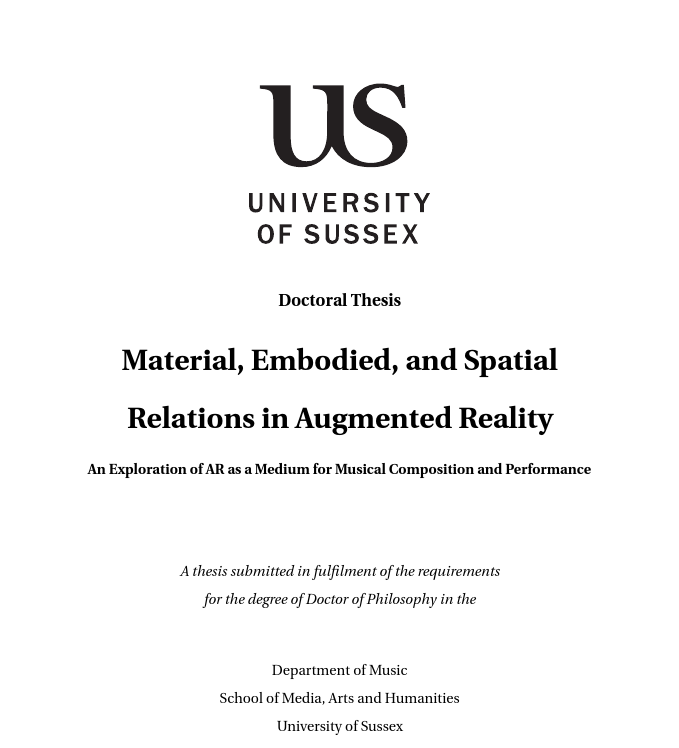 US
UNIVERSITY
OF SUSSEX
Doctoral Thesis
Material, Embodied, and Spatial
Relations in Augmented Reality
An Exploration of AR as a Medium for Musical Composition and Performance
A thesis submitted in fulfilment of the requirements
for the degree of Doctor of Philosophy in the
Department of Music
School of Media, Arts and Humanities
University of Sussex